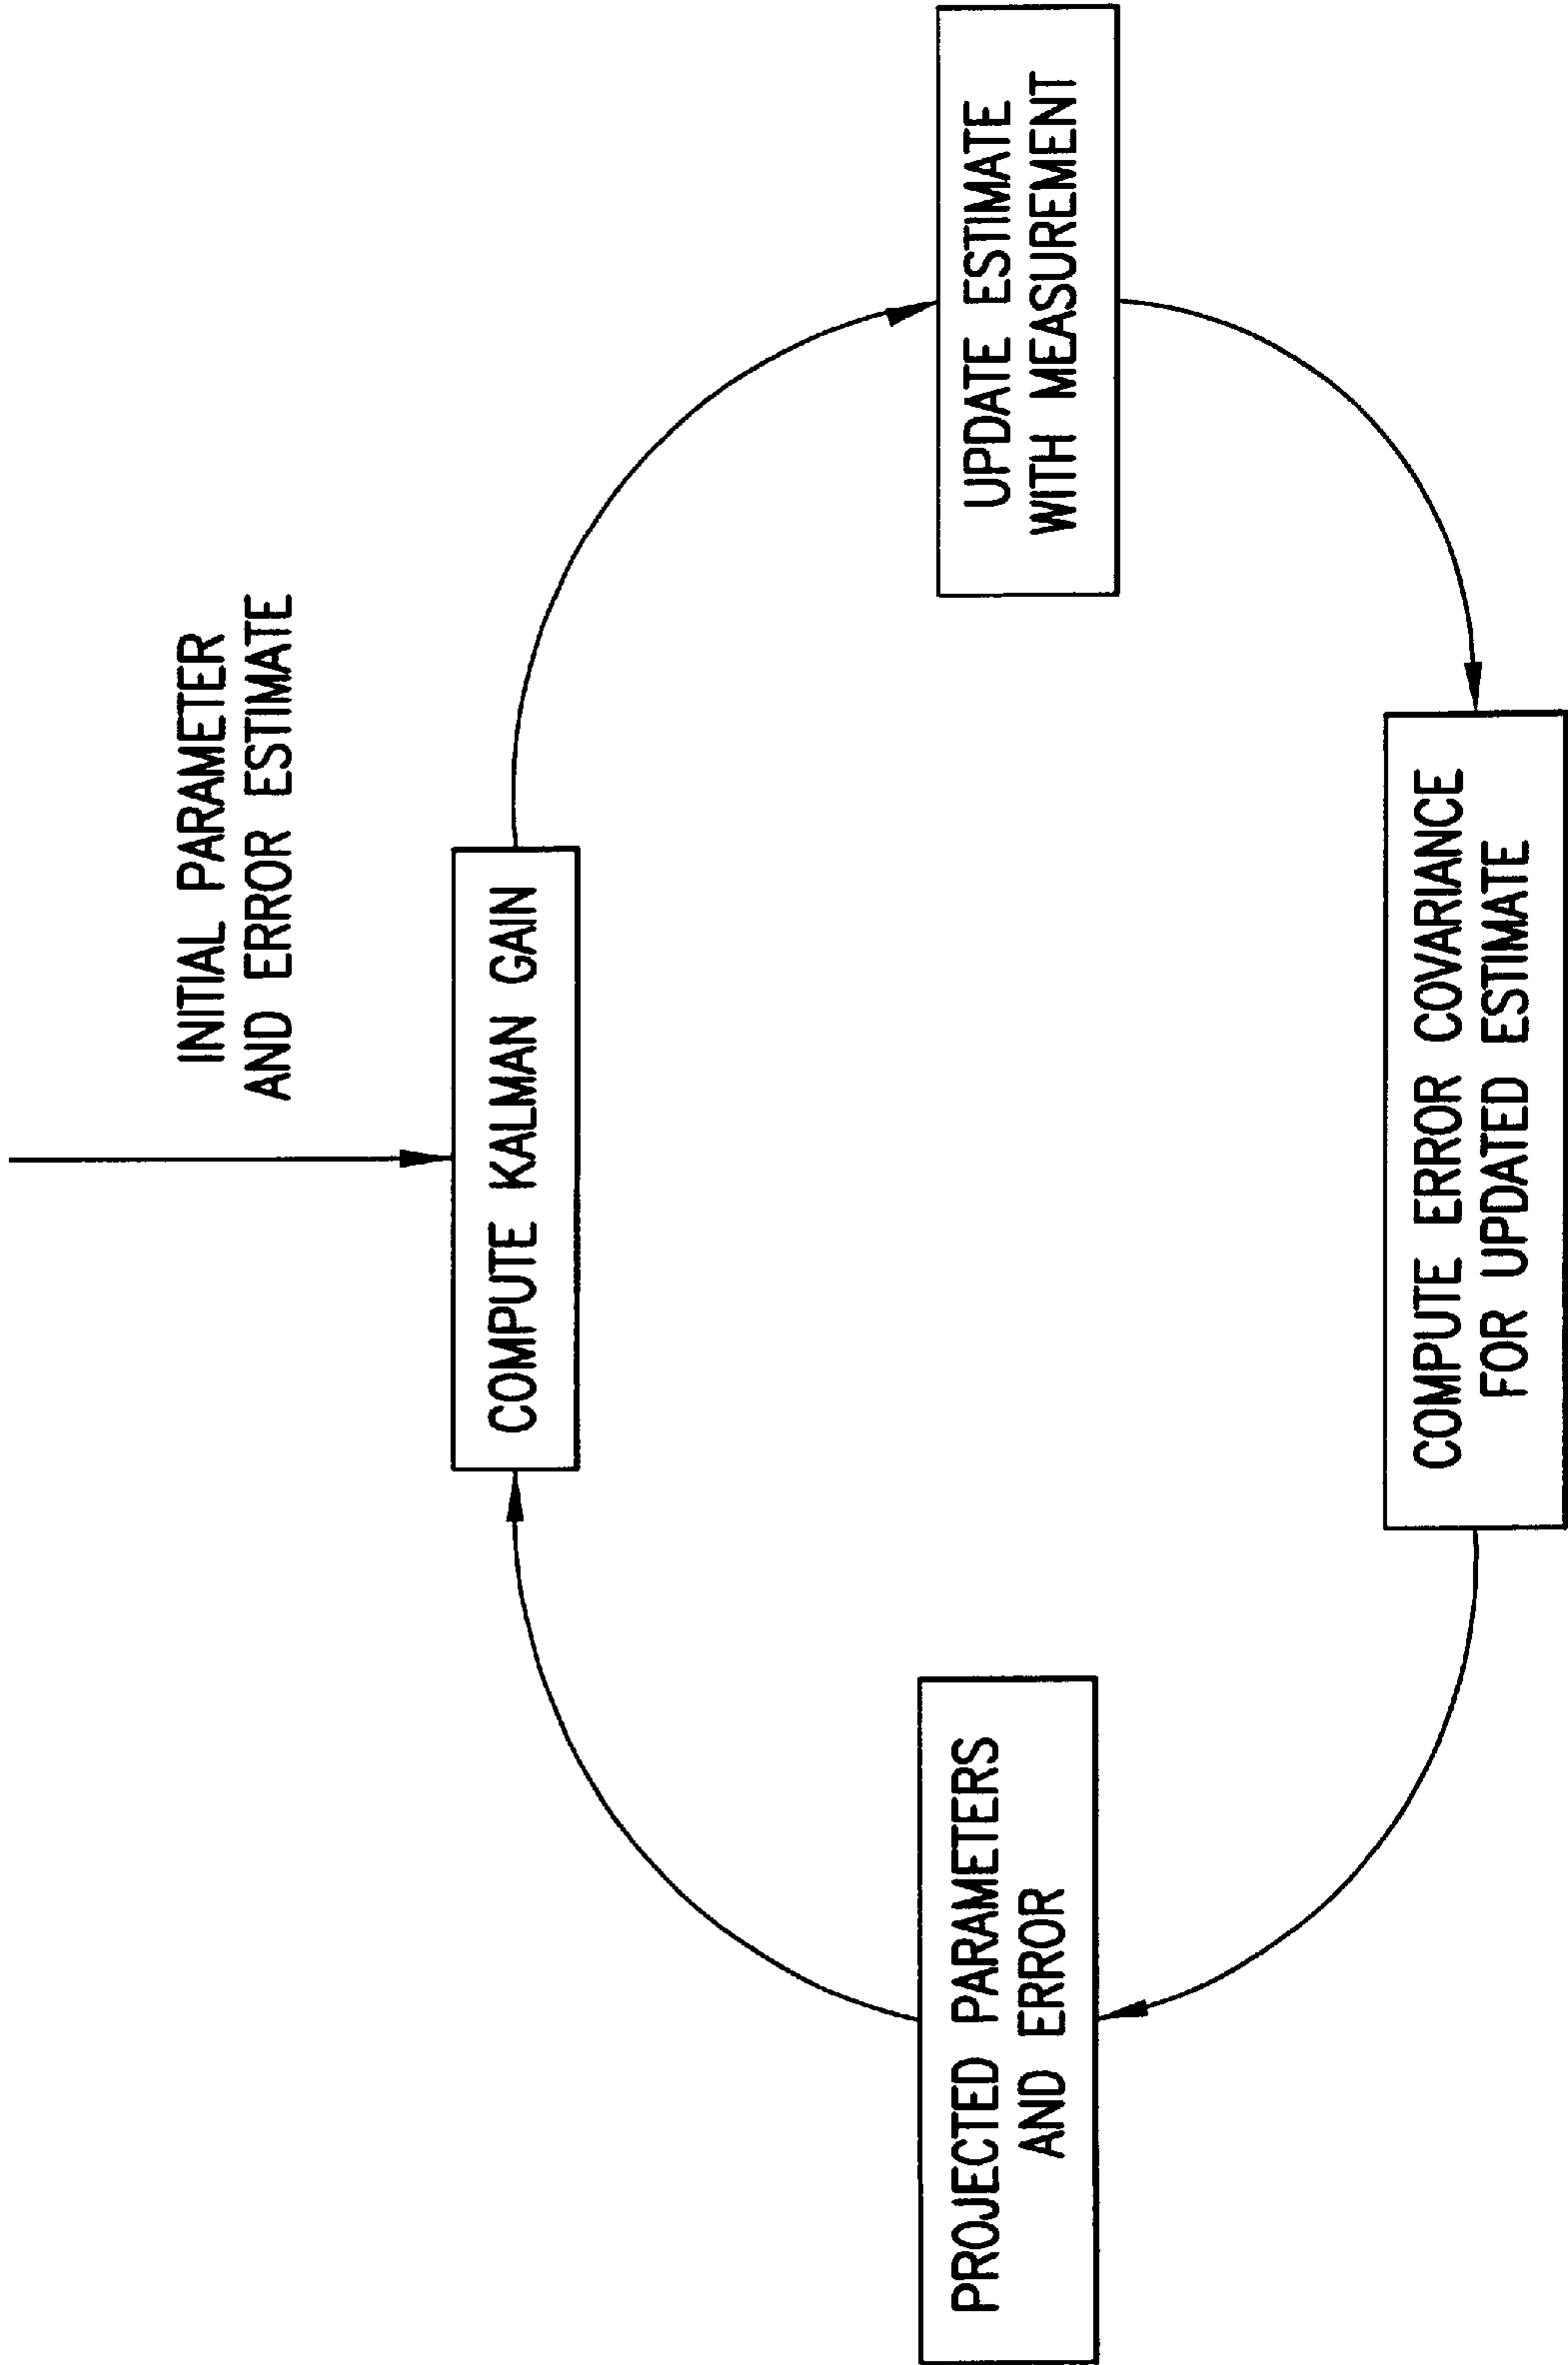 INITIAL PARAMETER
AND ERROR ESTIMATE
COMPUTE KALMAN GAIN
UPDATE ESTIMATE
WITH MEASUREMENT
COMPUTE ERROR COVARIANCE
FOR UPDATED ESTIMATE
PROJECTED PARAMETERS
AND ERROR